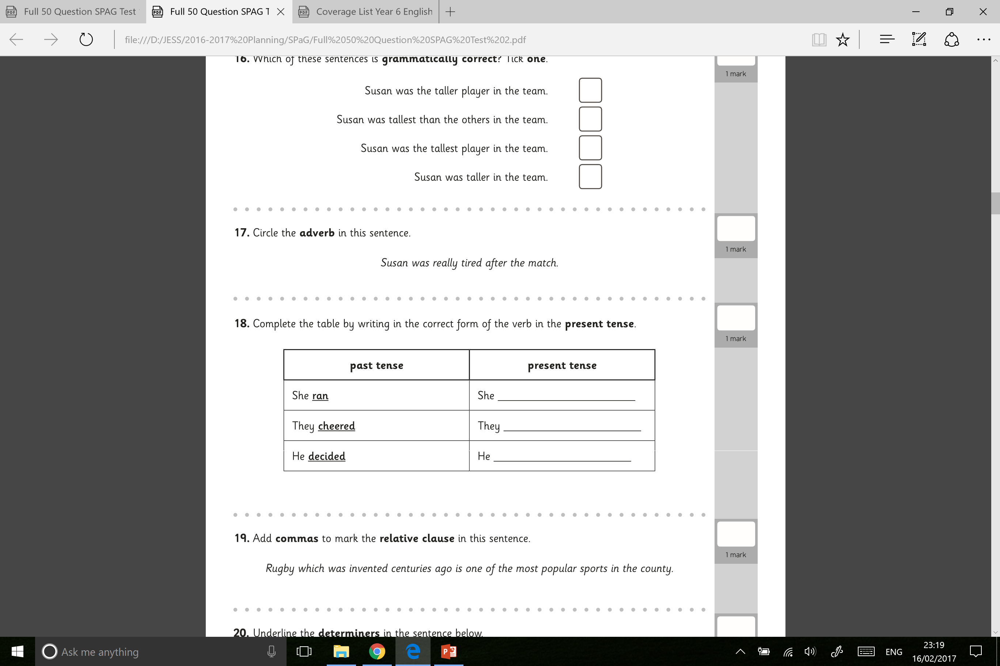 Full 50 Question SPAG Test
Full 50 Question SPAG T
Coverage List Year 6 English
file:///D:/JESS/2016-2017%20Planning/SPaG/Full%2050%20Question%20SPAG%20Test%202.pdf
16. Which of these sentences is grammatically correct? Tick one.
1 mark
Susan was the taller player in the team.
Susan was tallest than the others in the team.
Susan was the tallest player in the team.
Susan was taller in the team.
17. Circle the adverb in this sentence.
1 mark
Susan was really tired after the match.
18. Complete the table by writing in the correct form of the verb in the present tense.
1 mark
past tense present tense
She ran She ______
They cheered They ______
He decided He ______
19. Add commas to mark the relative clause in this sentence.
1 mark
Rugby which was invented centuries ago is one of the most popular sports in the county.
20. Underline the determiners in the sentence below.
Ask me anything
ENG
23:19
16/02/2017